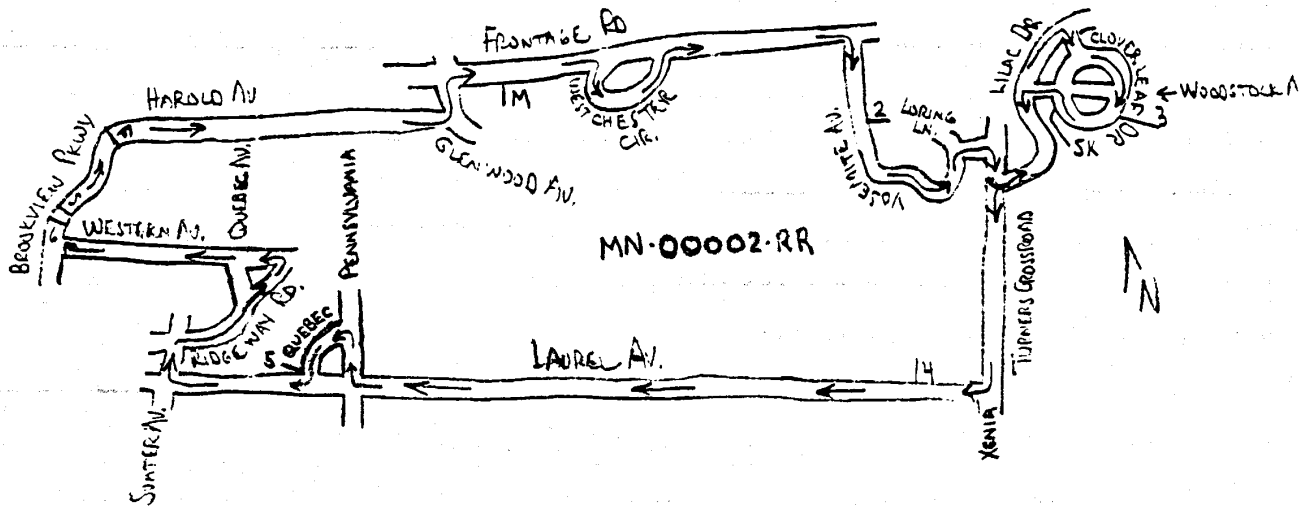 FRONTAGE RD
LILAC DR
CLOVER LEAF
DR
← WOODSTOCK A
3
HAROLD AV
1M
WESTCHESTER
CIR.
2
LORING
LN.
5K
BROOKVIEW PKWY
S
GLENWOOD AV.
YOSEMITE AV.
QUEBEC AV.
PENNSYLVANIA
6
WESTERN AV.
MN-00002-RR
TURNERS CROSSROAD
N
RIDGEWAY RD.
QUEBEC
5
LAUREL AV.
14
XENIA
SUMTER AV.